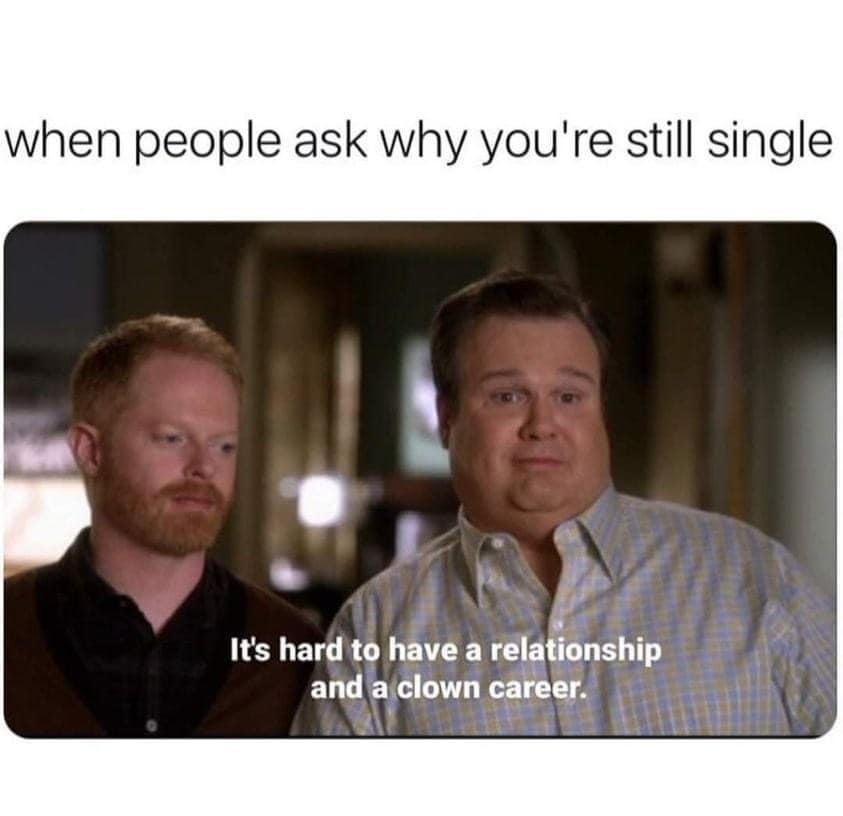 when people ask why you're still single
It's hard to have a relationship
and a clown career.